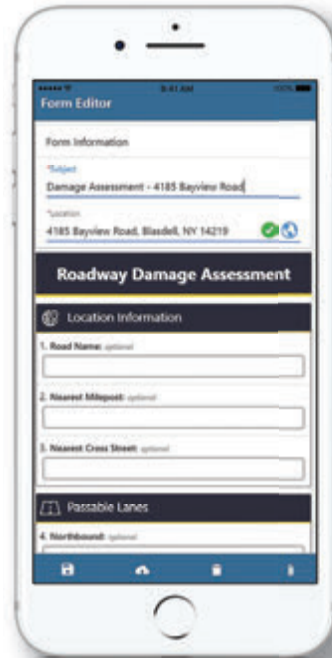 9:41 AM 100%
Form Editor
Form Information
*Subject
Damage Assessment - 4185 Bayview Road
*Location
4185 Bayview Road, Blasdell, NY 14219
Roadway Damage Assessment
Location Information
1. Road Name: optional
2. Nearest Milepost: optional
3. Nearest Cross Street: optional
Passable Lanes
4. Northbound: optional